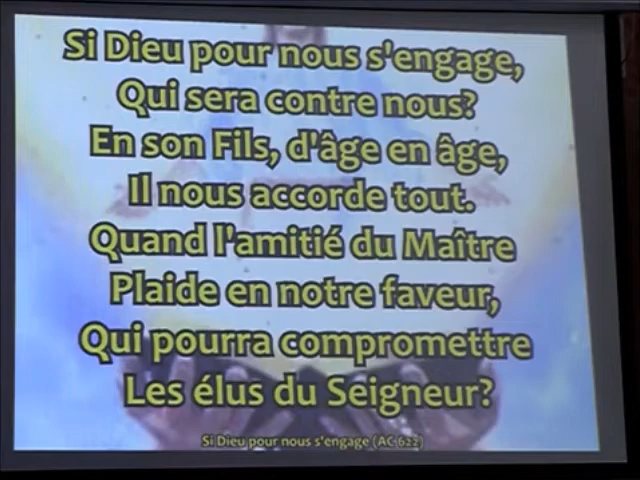 Si Dieu pour nous s'engage,
Qui sera contre nous?
En son Fils, d'âge en âge,
Il nous accorde tout.
Quand l'amitié du Maître
Plaide en notre faveur,
Qui pourra compromettre
Les élus du Seigneur?
Si Dieu pour nous s'engage (AC 622)